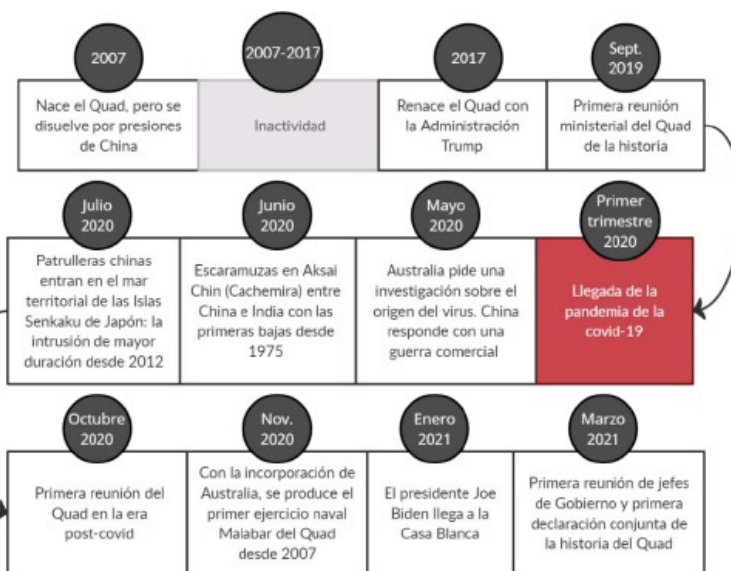 2007
Nace el Quad, pero se
disuelve por presiones
de China
2007-2017
Inactividad
2017
Renace el Quad con
la Administración
Trump
Sept.
2019
Primera reunión
ministerial del Quad
de la historia
Primer
trimestre
2020
Llegada de la
pandemia de la
covid-19
Mayo
2020
Australia pide una
investigación sobre el
origen del virus. China
responde con una
guerra comercial
Junio
2020
Escaramuzas en Aksai
Chin (Cachemira) entre
China e India con las
primeras bajas desde
1975
Julio
2020
Patrulleras chinas
entran en el mar
territorial de las Islas
Senkaku de Japón: la
intrusión de mayor
duración desde 2012
Octubre
2020
Primera reunión del
Quad en la era
post-covid
Nov.
2020
Con la incorporación de
Australia, se produce el
primer ejercicio naval
Malabar del Quad
desde 2007
Enero
2021
El presidente Joe
Biden llega a la
Casa Blanca
Marzo
2021
Primera reunión de jefes
de Gobierno y primera
declaración conjunta de
la historia del Quad